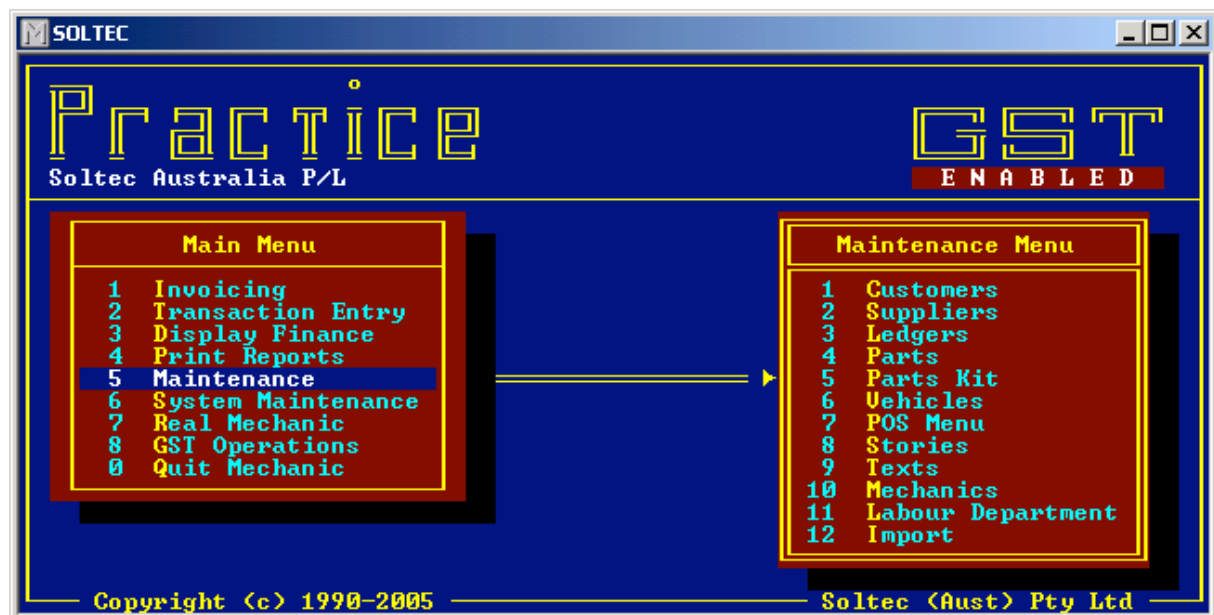 SOLTEC
Practice
Soltec Australia P/L
GST
ENABLED
Main Menu
1 Invoicing
2 Transaction Entry
3 Display Finance
4 Print Reports
5 Maintenance
6 System Maintenance
7 Real Mechanic
8 GST Operations
0 Quit Mechanic
Maintenance Menu
1 Customers
2 Suppliers
3 Ledgers
4 Parts
5 Parts Kit
6 Vehicles
7 POS Menu
8 Stories
9 Texts
10 Mechanics
11 Labour Department
12 Import
Copyright (c) 1990-2005
Soltec (Aust) Pty Ltd